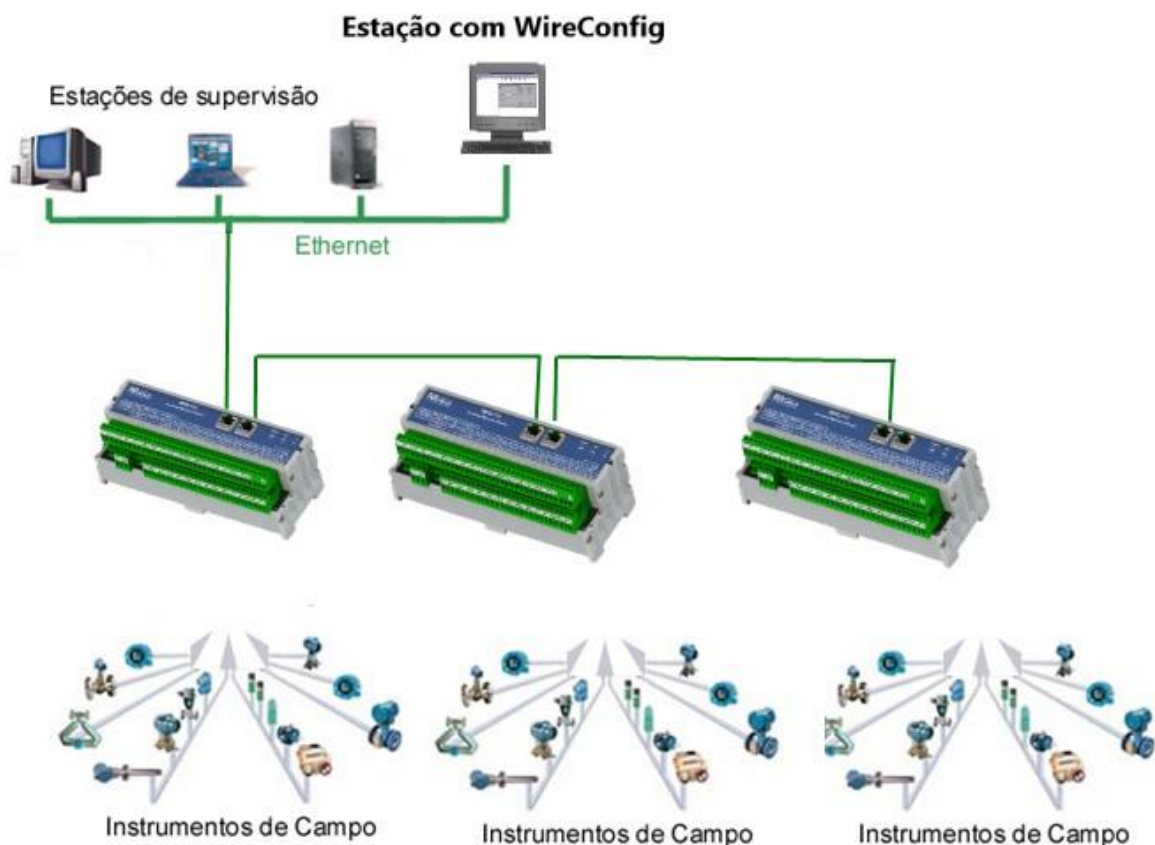 Estação com WireConfig
Estações de supervisão
Ethernet
Instrumentos de Campo
Instrumentos de Campo
Instrumentos de Campo